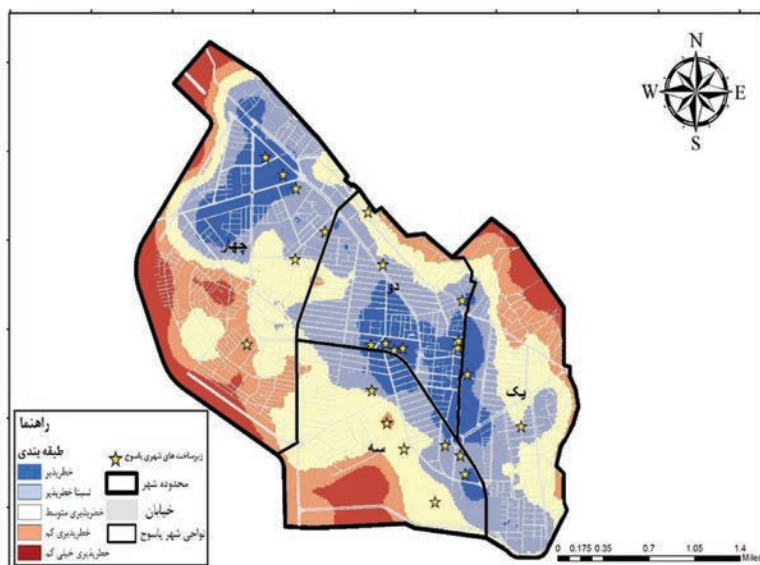 N
W E
S
چهار
دو
یک
سه
راهنما
طبقه بندی
خطرپذیر
نسبتا خطرپذیر
خطرپذیری متوسط
خطرپذیری کم
خطرپذیری خیلی کم
زیرساخت های شهری یاسوج
محدوده شهر
خیابان
نواحی شهر یاسوج
0 0.175 0.35 0.7 1.05 1.4
Miles